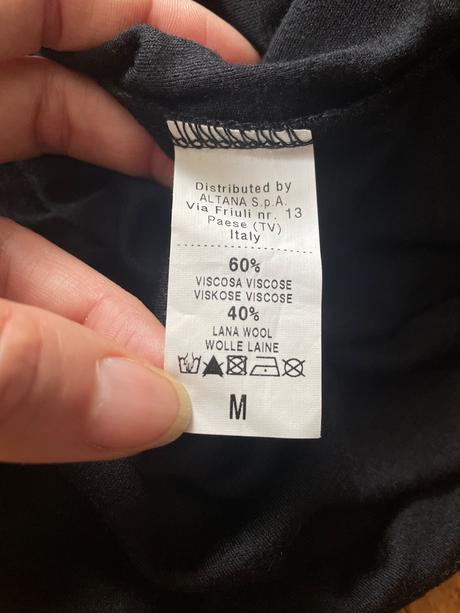 Distributed by
ALTANA S.p.A.
Via Friuli nr. 13
Paese (TV)
Italy
60%
VISCOSA VISCOSE
VISKOSE VISCOSE
40%
LANA WOOL
WOLLE LAINE
M